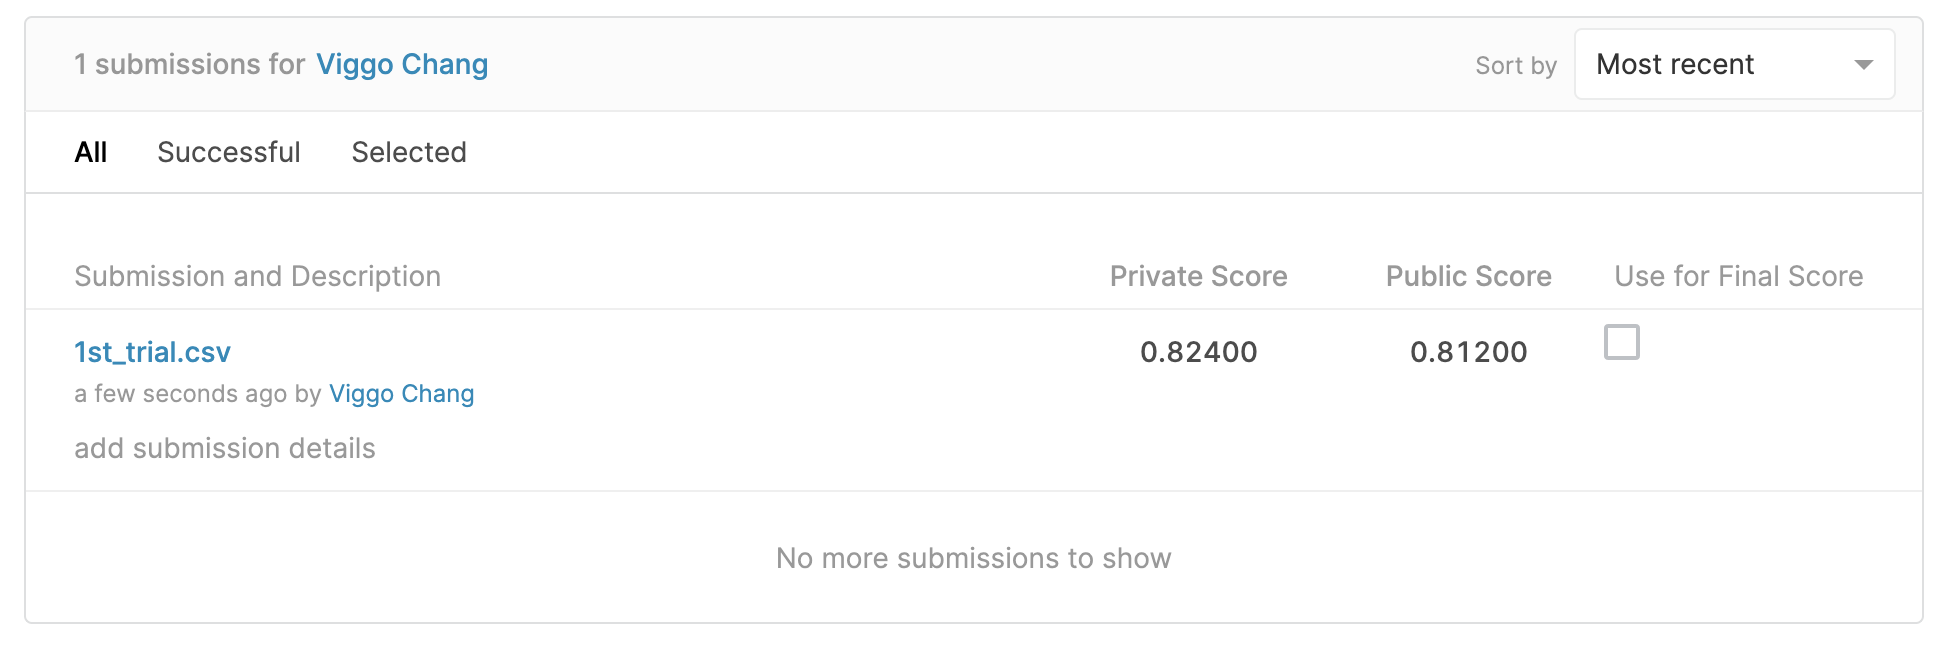 1 submissions for Viggo Chang
Sort by Most recent
All Successful Selected
Submission and Description Private Score Public Score Use for Final Score
1st_trial.csv 0.82400 0.81200
a few seconds ago by Viggo Chang
add submission details
No more submissions to show